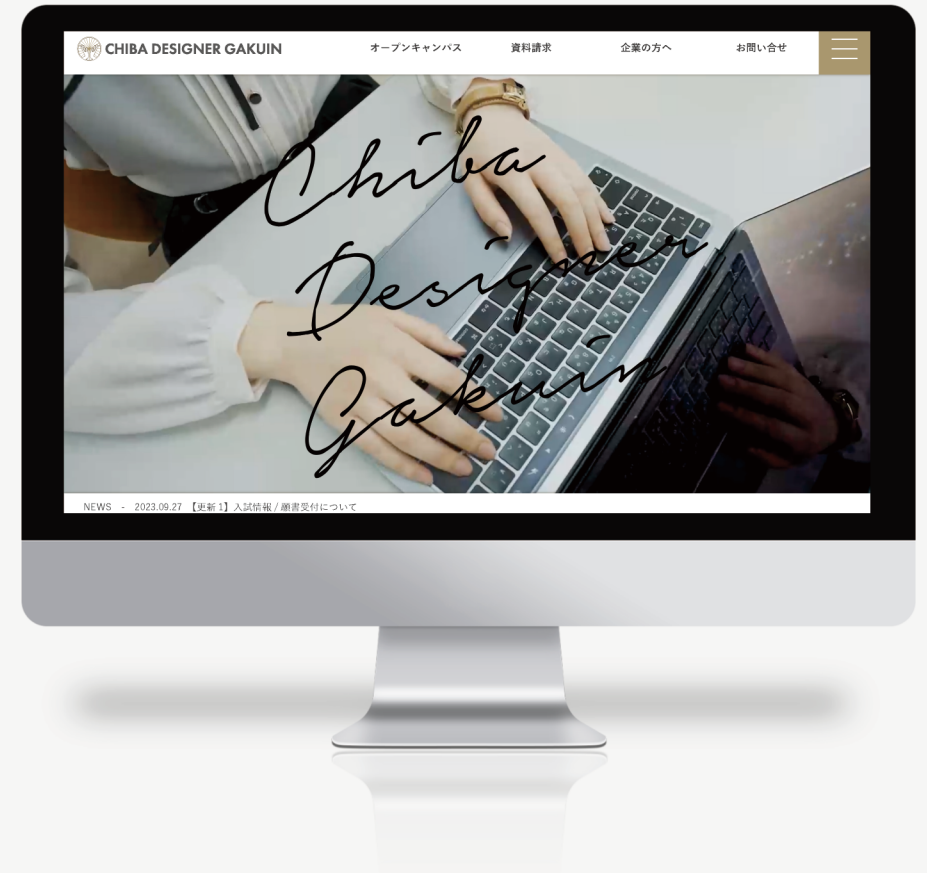 CHIBA DESIGNER GAKUIN
オープンキャンパス
資料請求
企業の方へ
お問い合せ
Chiba
Designer
Gakuin
NEWS - 2023.09.27 【更新1】入試情報 / 願書受付について